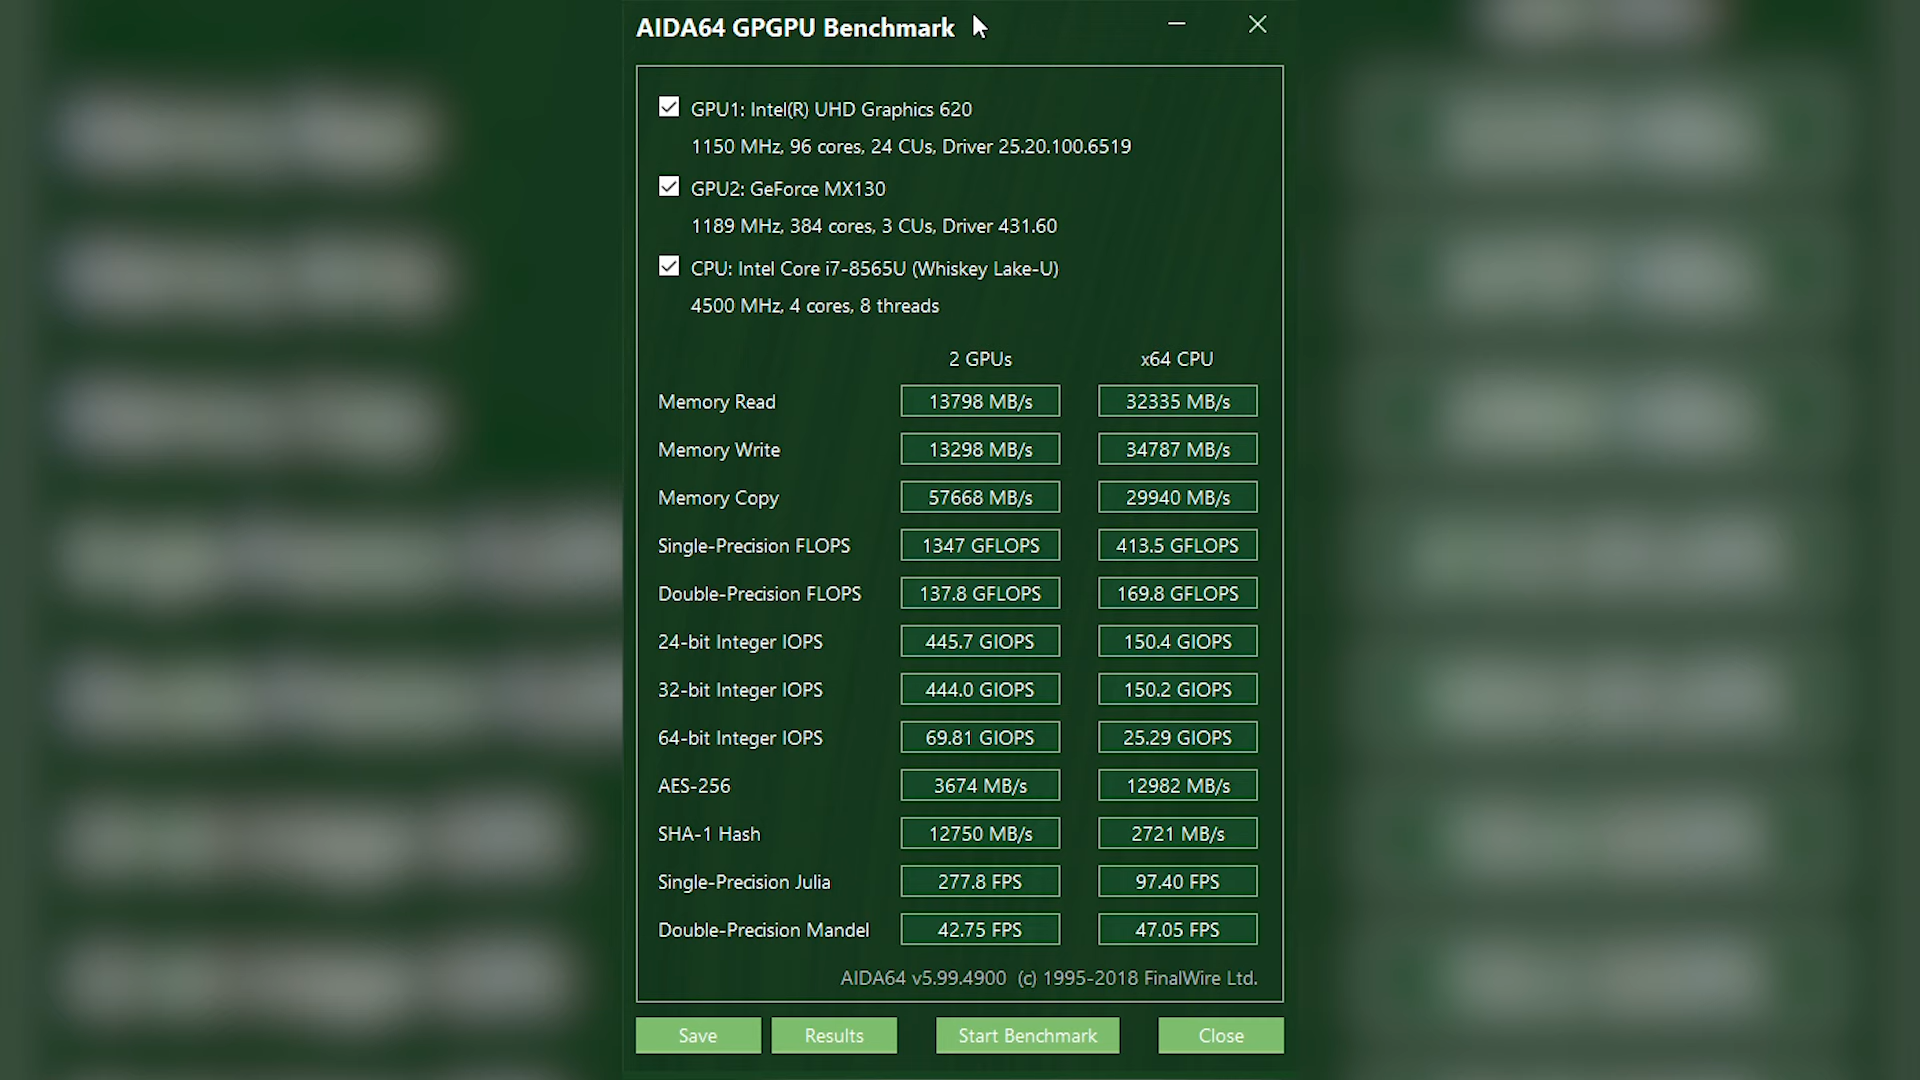 AIDA64 GPGPU Benchmark
GPU1: Intel(R) UHD Graphics 620
1150 MHz, 96 cores, 24 CUs, Driver 25.20.100.6519
GPU2: GeForce MX130
1189 MHz, 384 cores, 3 CUs, Driver 431.60
CPU: Intel Core i7-8565U (Whiskey Lake-U)
4500 MHz, 4 cores, 8 threads
2 GPUs x64 CPU
Memory Read 13798 MB/s 32335 MB/s
Memory Write 13298 MB/s 34787 MB/s
Memory Copy 57668 MB/s 29940 MB/s
Single-Precision FLOPS 1347 GFLOPS 413.5 GFLOPS
Double-Precision FLOPS 137.8 GFLOPS 169.8 GFLOPS
24-bit Integer IOPS 445.7 GIOPS 150.4 GIOPS
32-bit Integer IOPS 444.0 GIOPS 150.2 GIOPS
64-bit Integer IOPS 69.81 GIOPS 25.29 GIOPS
AES-256 3674 MB/s 12982 MB/s
SHA-1 Hash 12750 MB/s 2721 MB/s
Single-Precision Julia 277.8 FPS 97.40 FPS
Double-Precision Mandel 42.75 FPS 47.05 FPS
AIDA64 v5.99.4900 (c) 1995-2018 FinalWire Ltd.
Save Results Start Benchmark Close